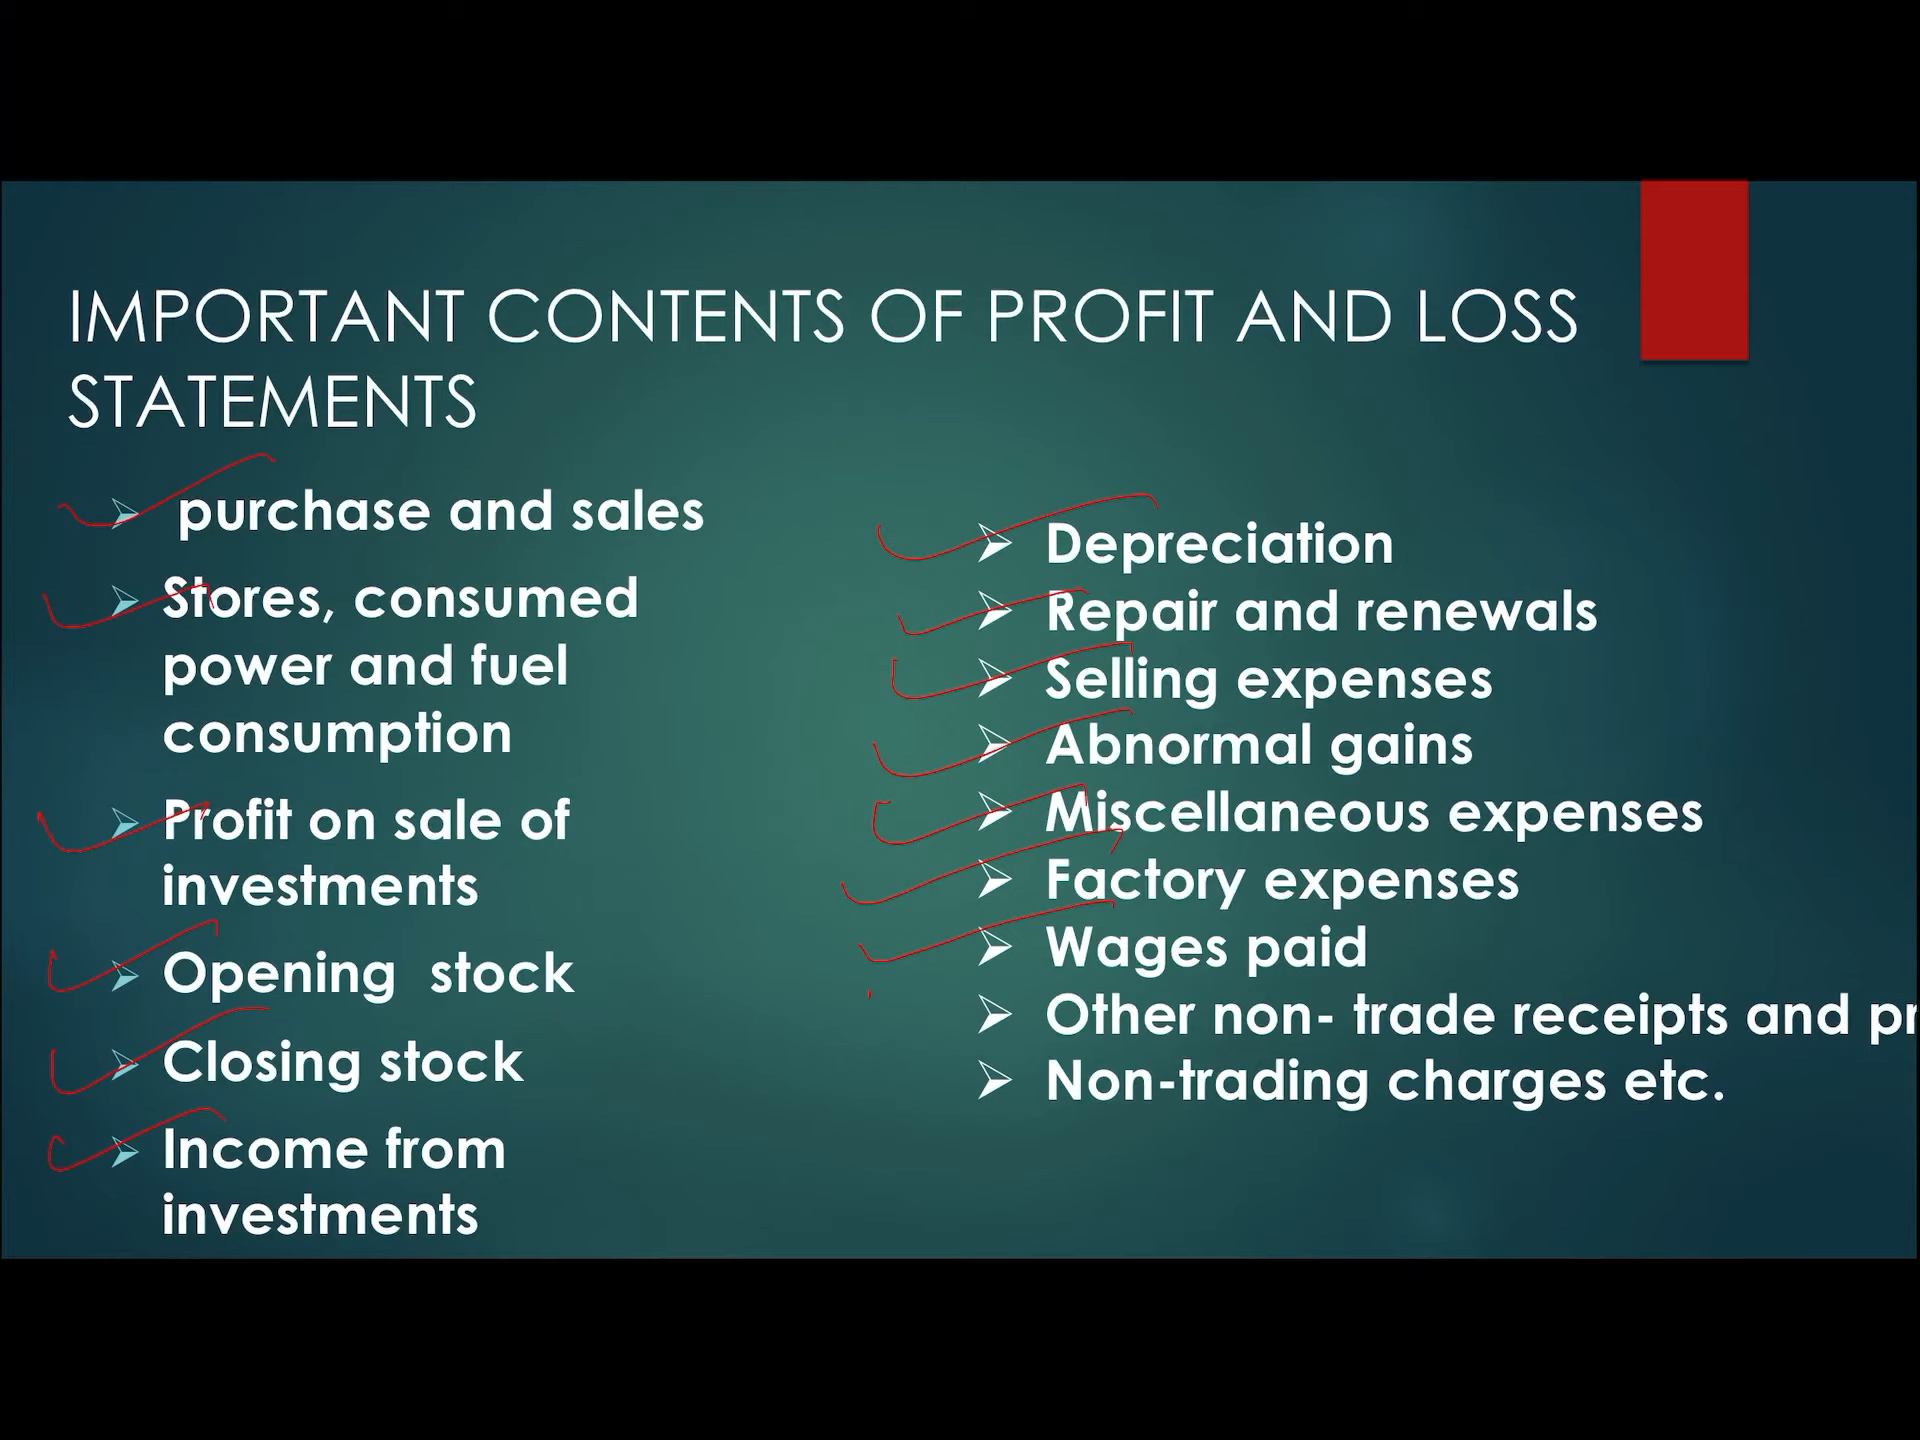 IMPORTANT CONTENTS OF PROFIT AND LOSS
STATEMENTS
purchase and sales
Stores, consumed
power and fuel
consumption
Profit on sale of
investments
Opening stock
Closing stock
Income from
investments
Depreciation
Repair and renewals
Selling expenses
Abnormal gains
Miscellaneous expenses
Factory expenses
Wages paid
Other non- trade receipts and
Non-trading charges etc.